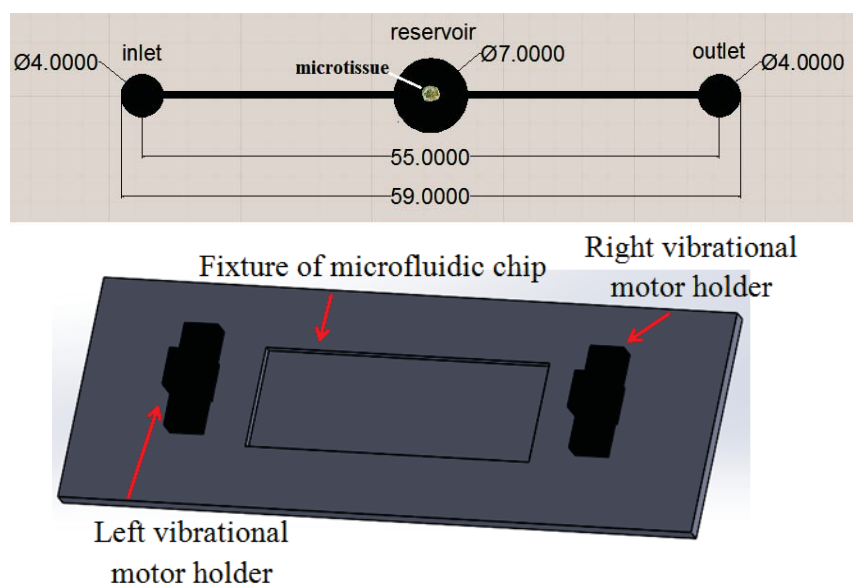 reservoir
inlet
outlet
Ø4.0000
microtissue
Ø7.0000
Ø4.0000
55.0000
59.0000
Right vibrational
motor holder
Fixture of microfluidic chip
Left vibrational
motor holder